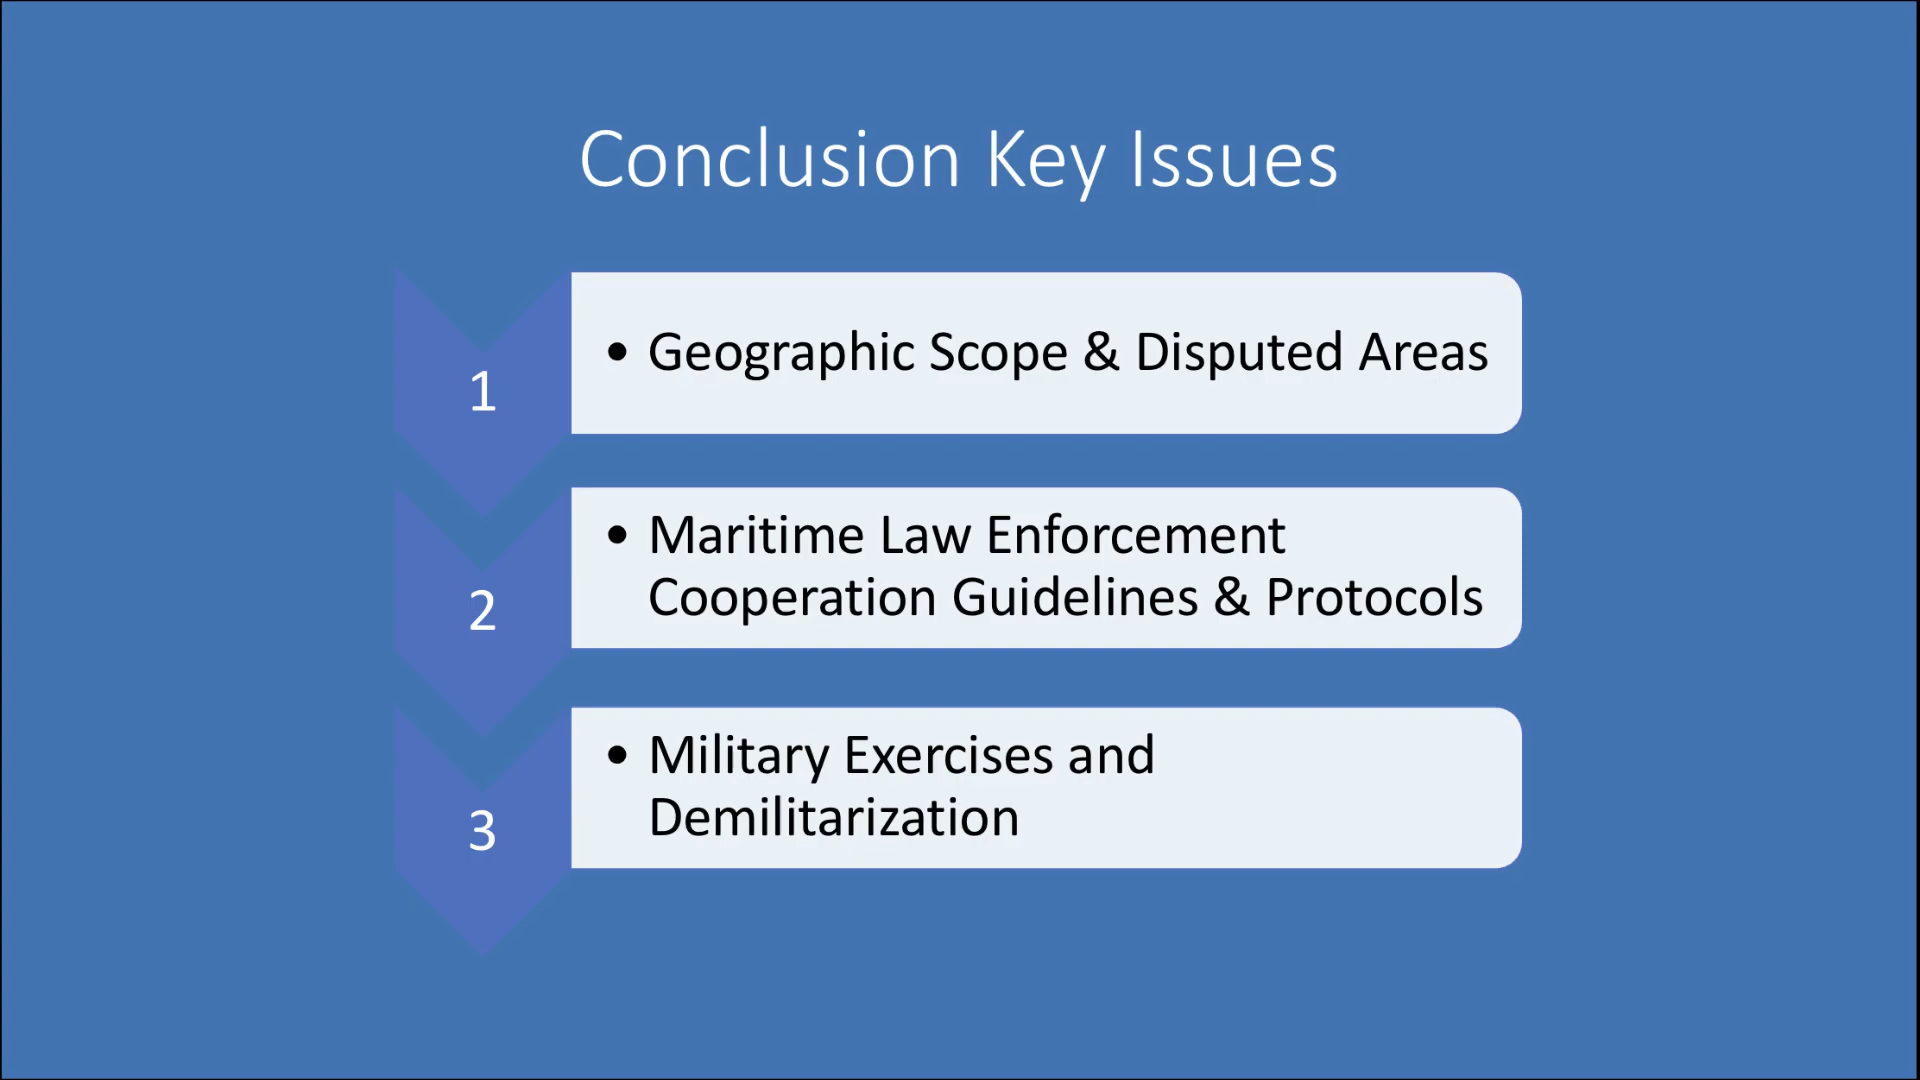 Conclusion Key Issues
1
• Geographic Scope & Disputed Areas
2
• Maritime Law Enforcement
Cooperation Guidelines & Protocols
3
• Military Exercises and
Demilitarization